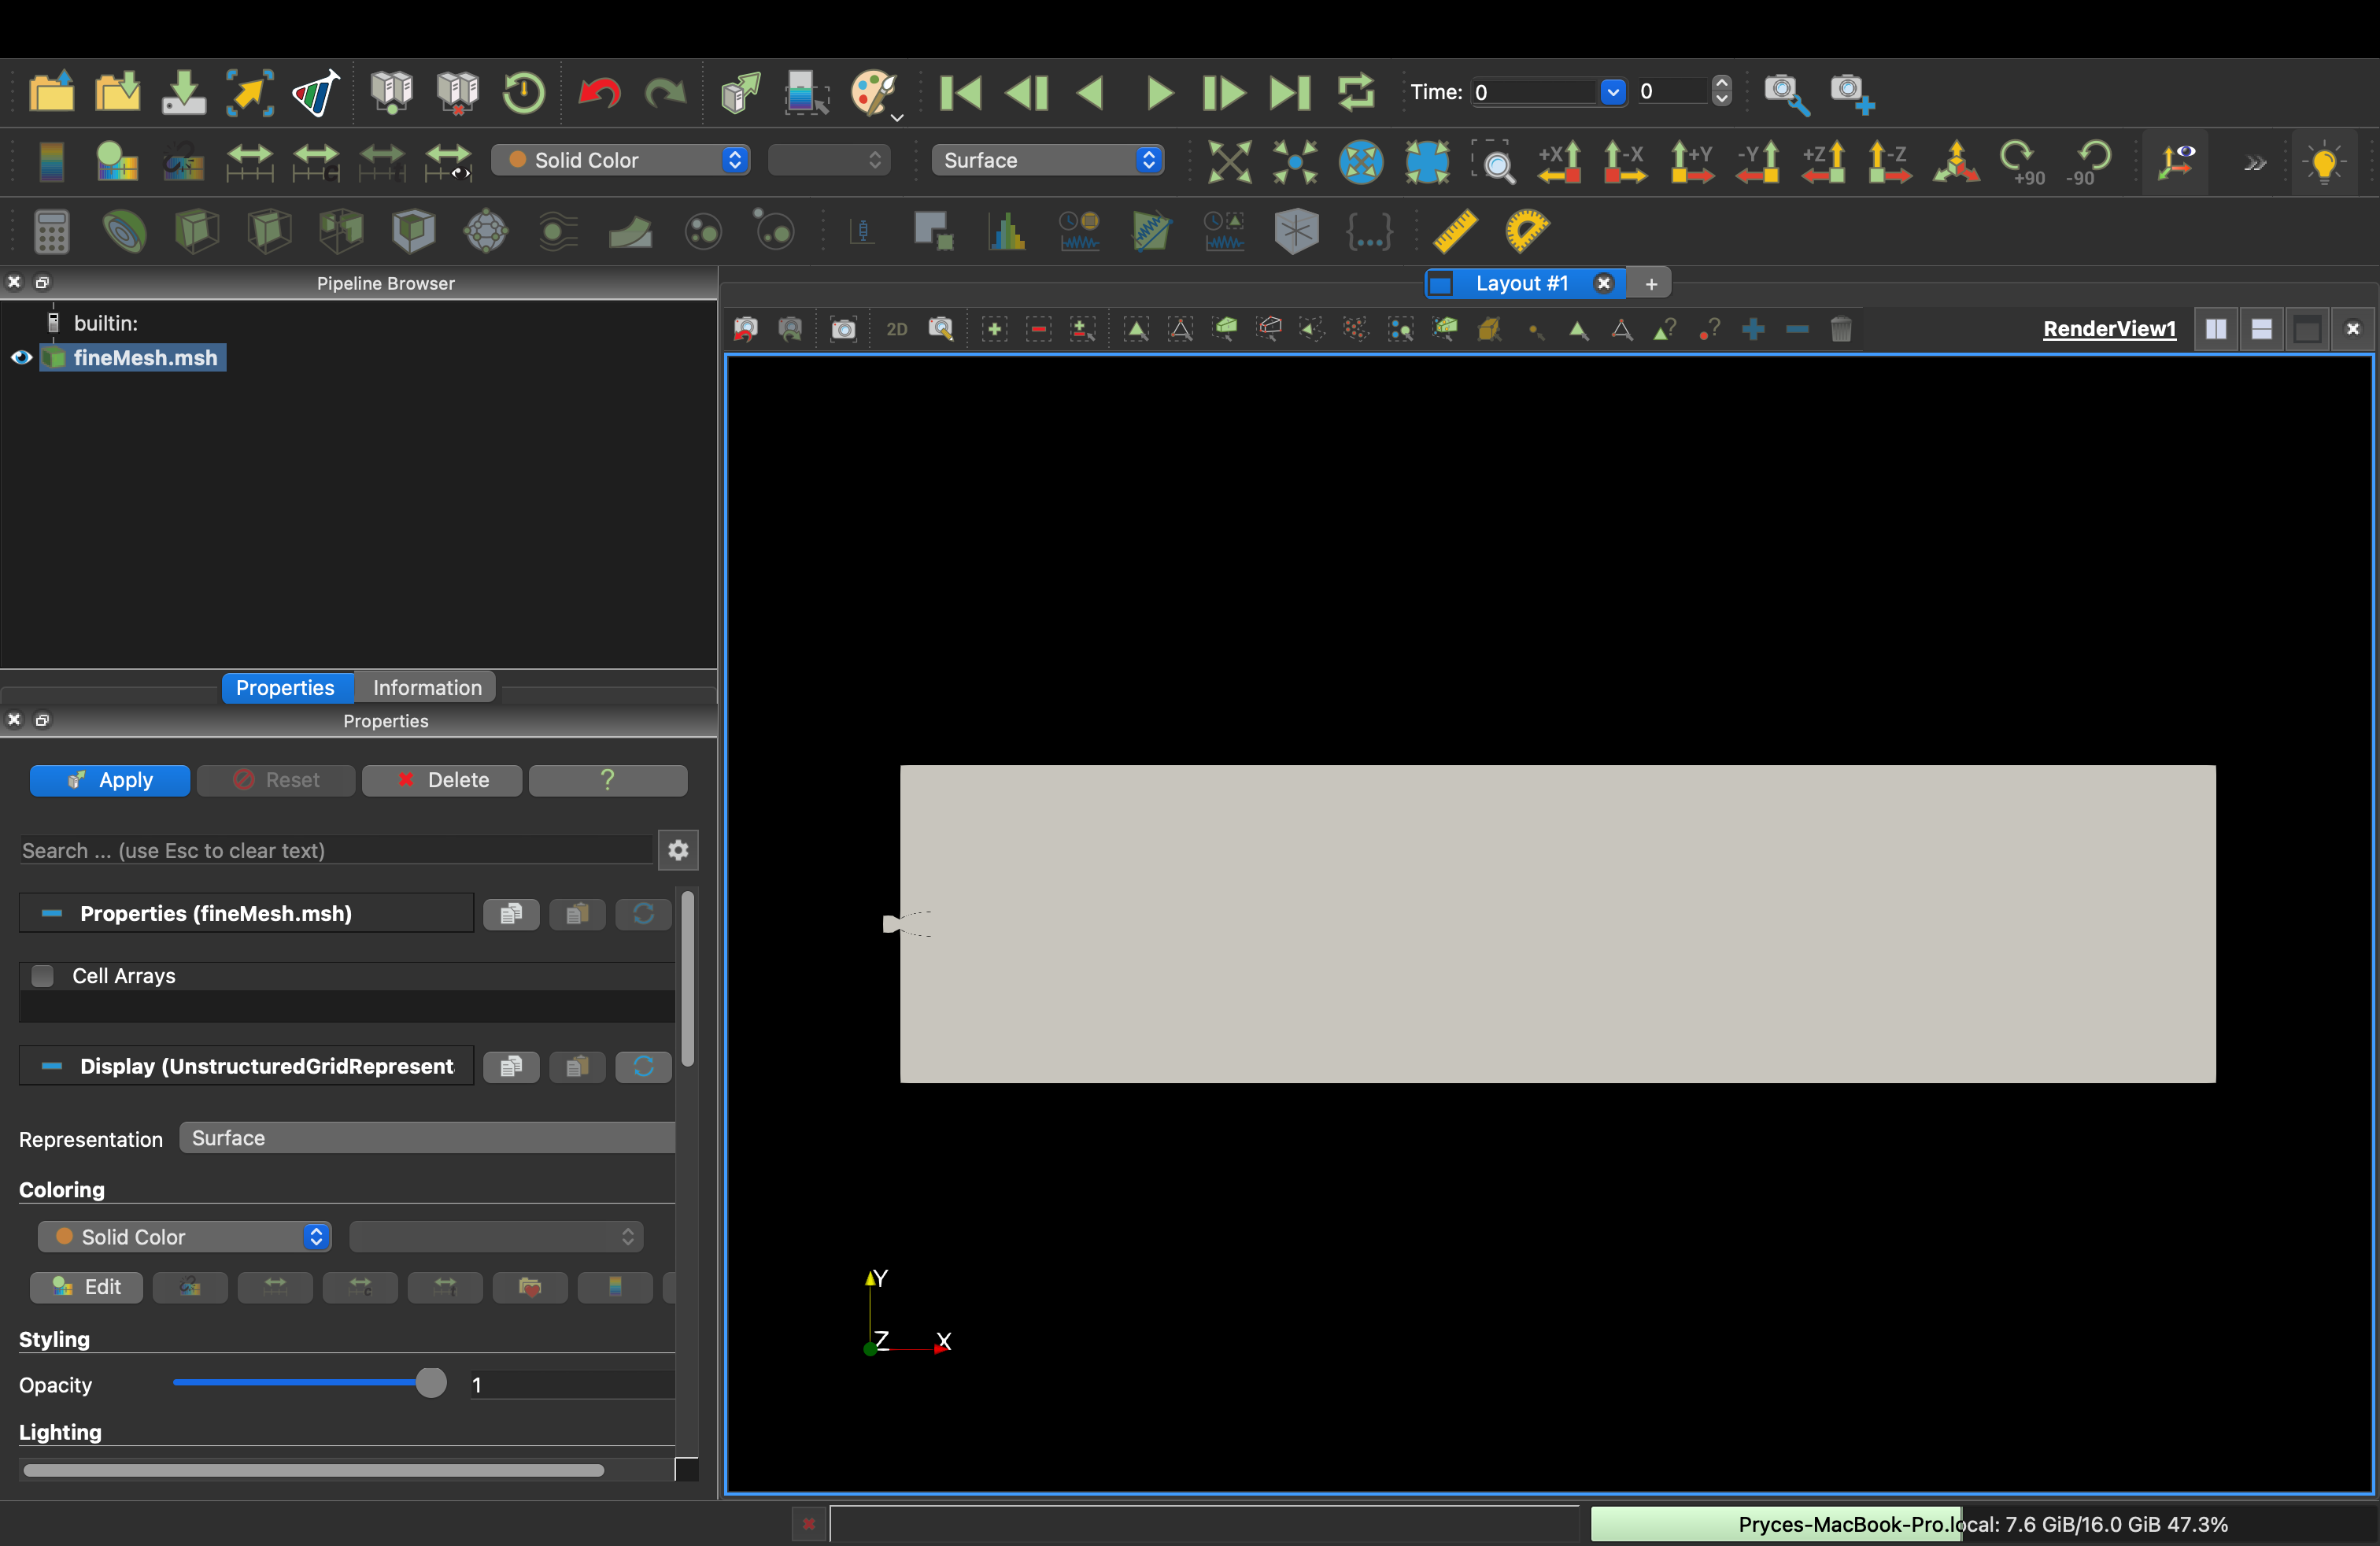 Time: 0 0
Solid Color Surface +X -X +Y -Y +Z -Z +90 -90
Pipeline Browser
builtin:
fineMesh.msh
Layout #1 +
2D RenderView1
Properties Information
Properties
Apply Reset Delete ?
Search ... (use Esc to clear text)
Properties (fineMesh.msh)
Cell Arrays
Display (UnstructuredGridRepresent
Representation Surface
Coloring
Solid Color
Edit
Styling
Opacity 1
Lighting
Y
Z X
Pryces-MacBook-Pro.local: 7.6 GiB/16.0 GiB 47.3%